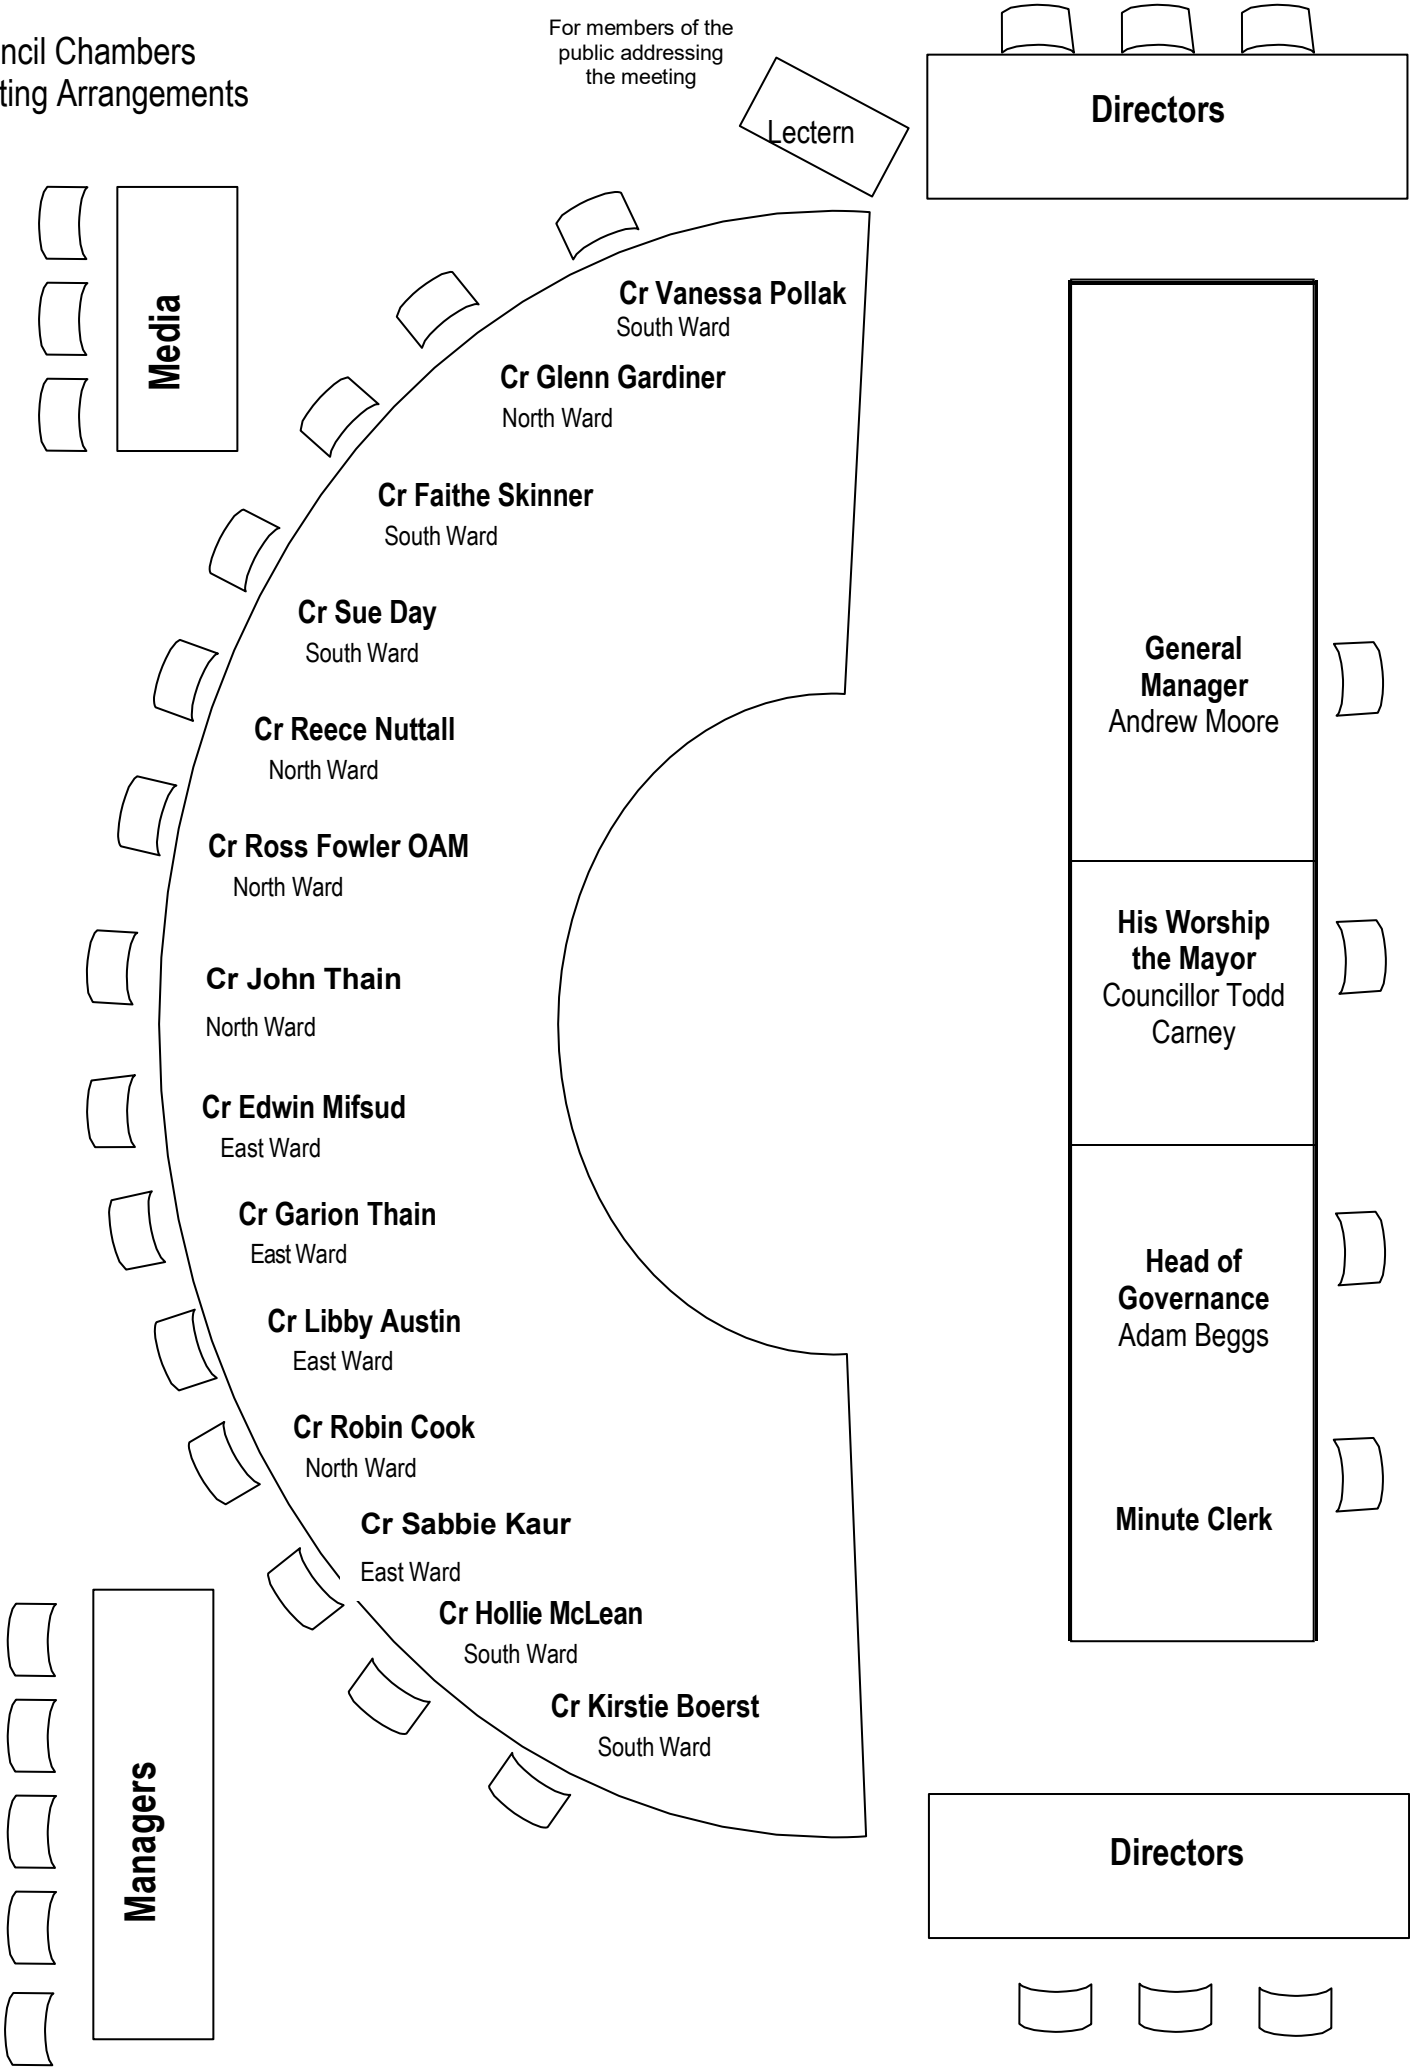 ncil Chambers
ting Arrangements
For members of the
public addressing
the meeting
Lectern
Directors
Media
Cr Vanessa Pollak
South Ward
Cr Glenn Gardiner
North Ward
Cr Faithe Skinner
South Ward
Cr Sue Day
South Ward
Cr Reece Nuttall
North Ward
Cr Ross Fowler OAM
North Ward
Cr John Thain
North Ward
Cr Edwin Mifsud
East Ward
Cr Garion Thain
East Ward
Cr Libby Austin
East Ward
Cr Robin Cook
North Ward
Cr Sabbie Kaur
East Ward
Cr Hollie McLean
South Ward
Cr Kirstie Boerst
South Ward
General
Manager
Andrew Moore
His Worship
the Mayor
Councillor Todd
Carney
Head of
Governance
Adam Beggs
Minute Clerk
Managers
Directors